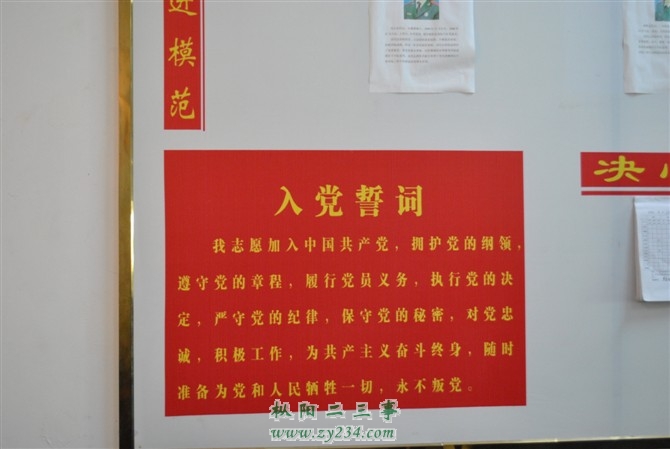 进模范
入党誓词
我志愿加入中国共产党，拥护党的纲领，
遵守党的章程，履行党员义务，执行党的决
定，严守党的纪律，保守党的秘密，对党忠
诚，积极工作，为共产主义奋斗终身，随时
准备为党和人民牺牲一切，永不叛党。
决心
枞阳二三事
www.zy234.com